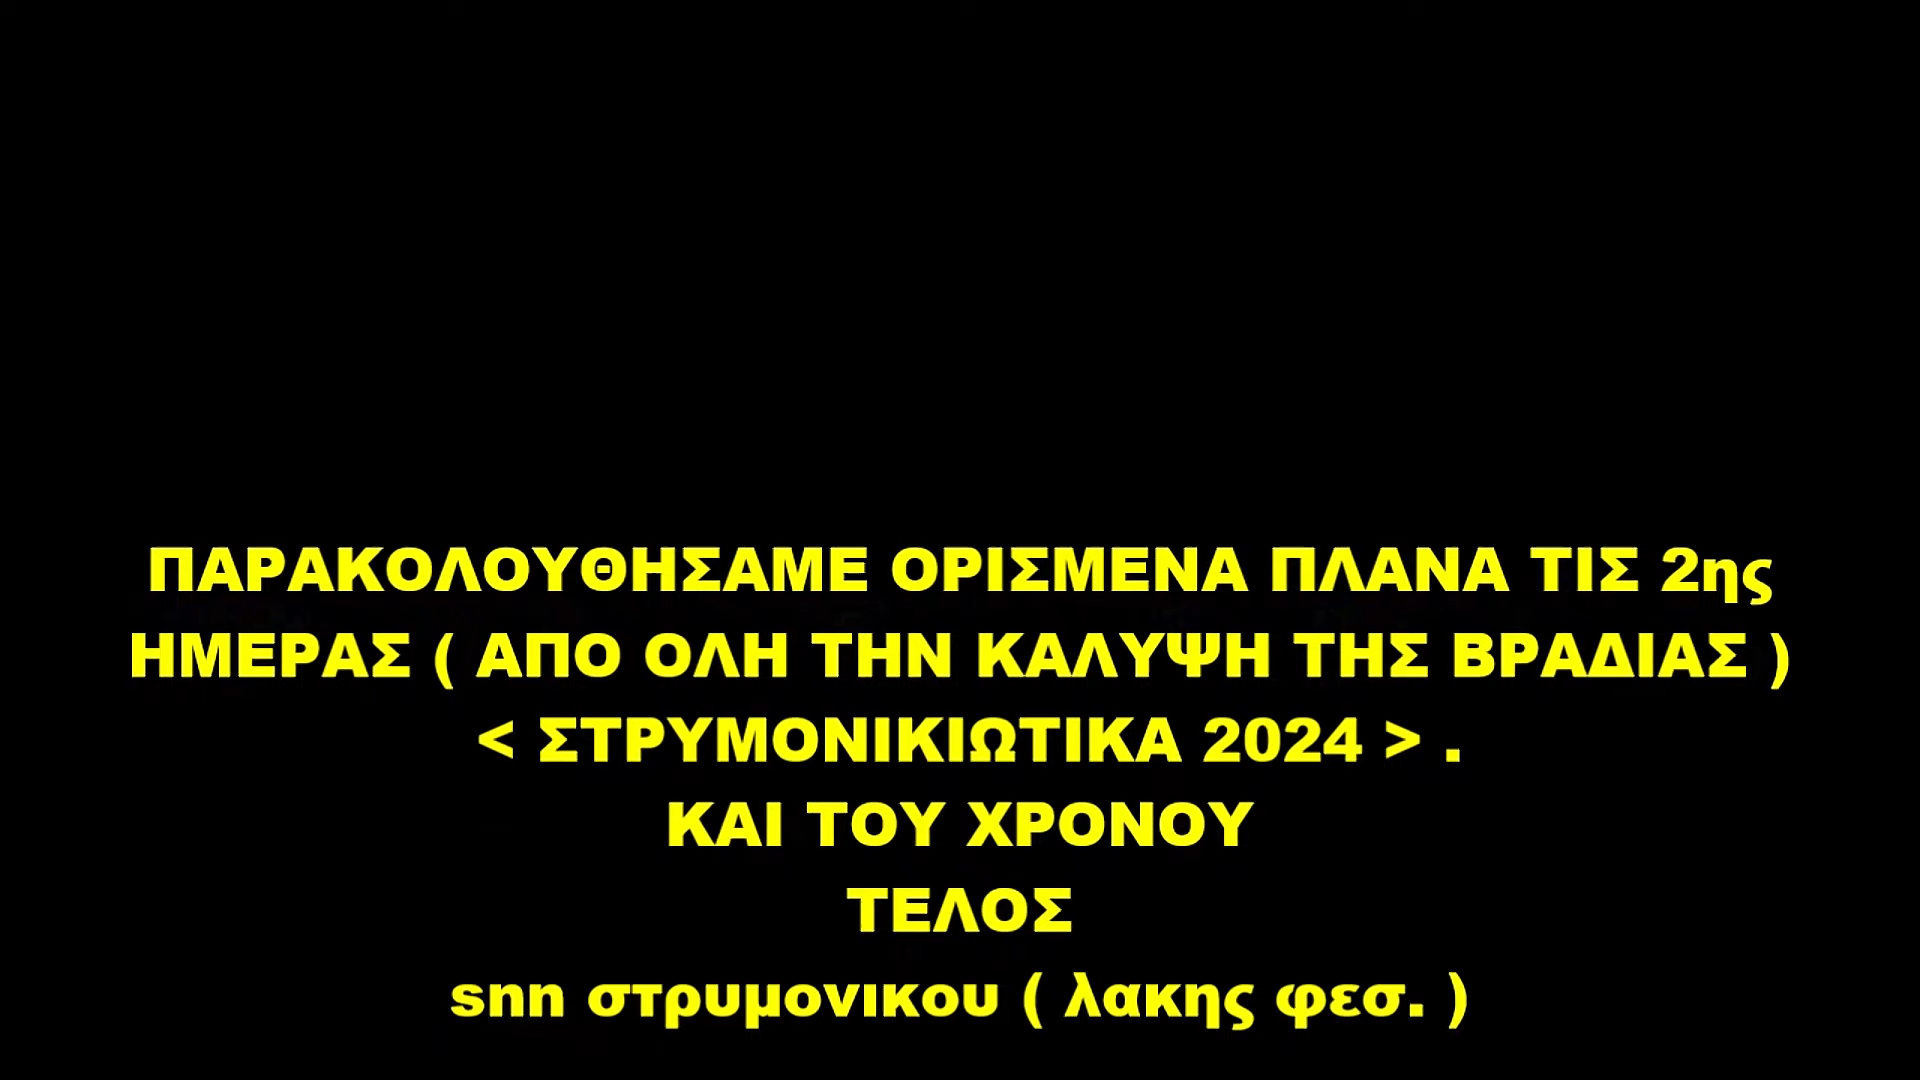 ΠΑΡΑΚΟΛΟΥΘΗΣΑΜΕ ΟΡΙΣΜΕΝΑ ΠΛΑΝΑ ΤΙΣ 2ης
ΗΜΕΡΑΣ ( ΑΠΟ ΟΛΗ ΤΗΝ ΚΑΛΥΨΗ ΤΗΣ ΒΡΑΔΙΑΣ )
< ΣΤΡΥΜΟΝΙΚΙΩΤΙΚΑ 2024 > .
ΚΑΙ ΤΟΥ ΧΡΟΝΟΥ
ΤΕΛΟΣ
snn στρυμονικου ( λακης φεσ. )